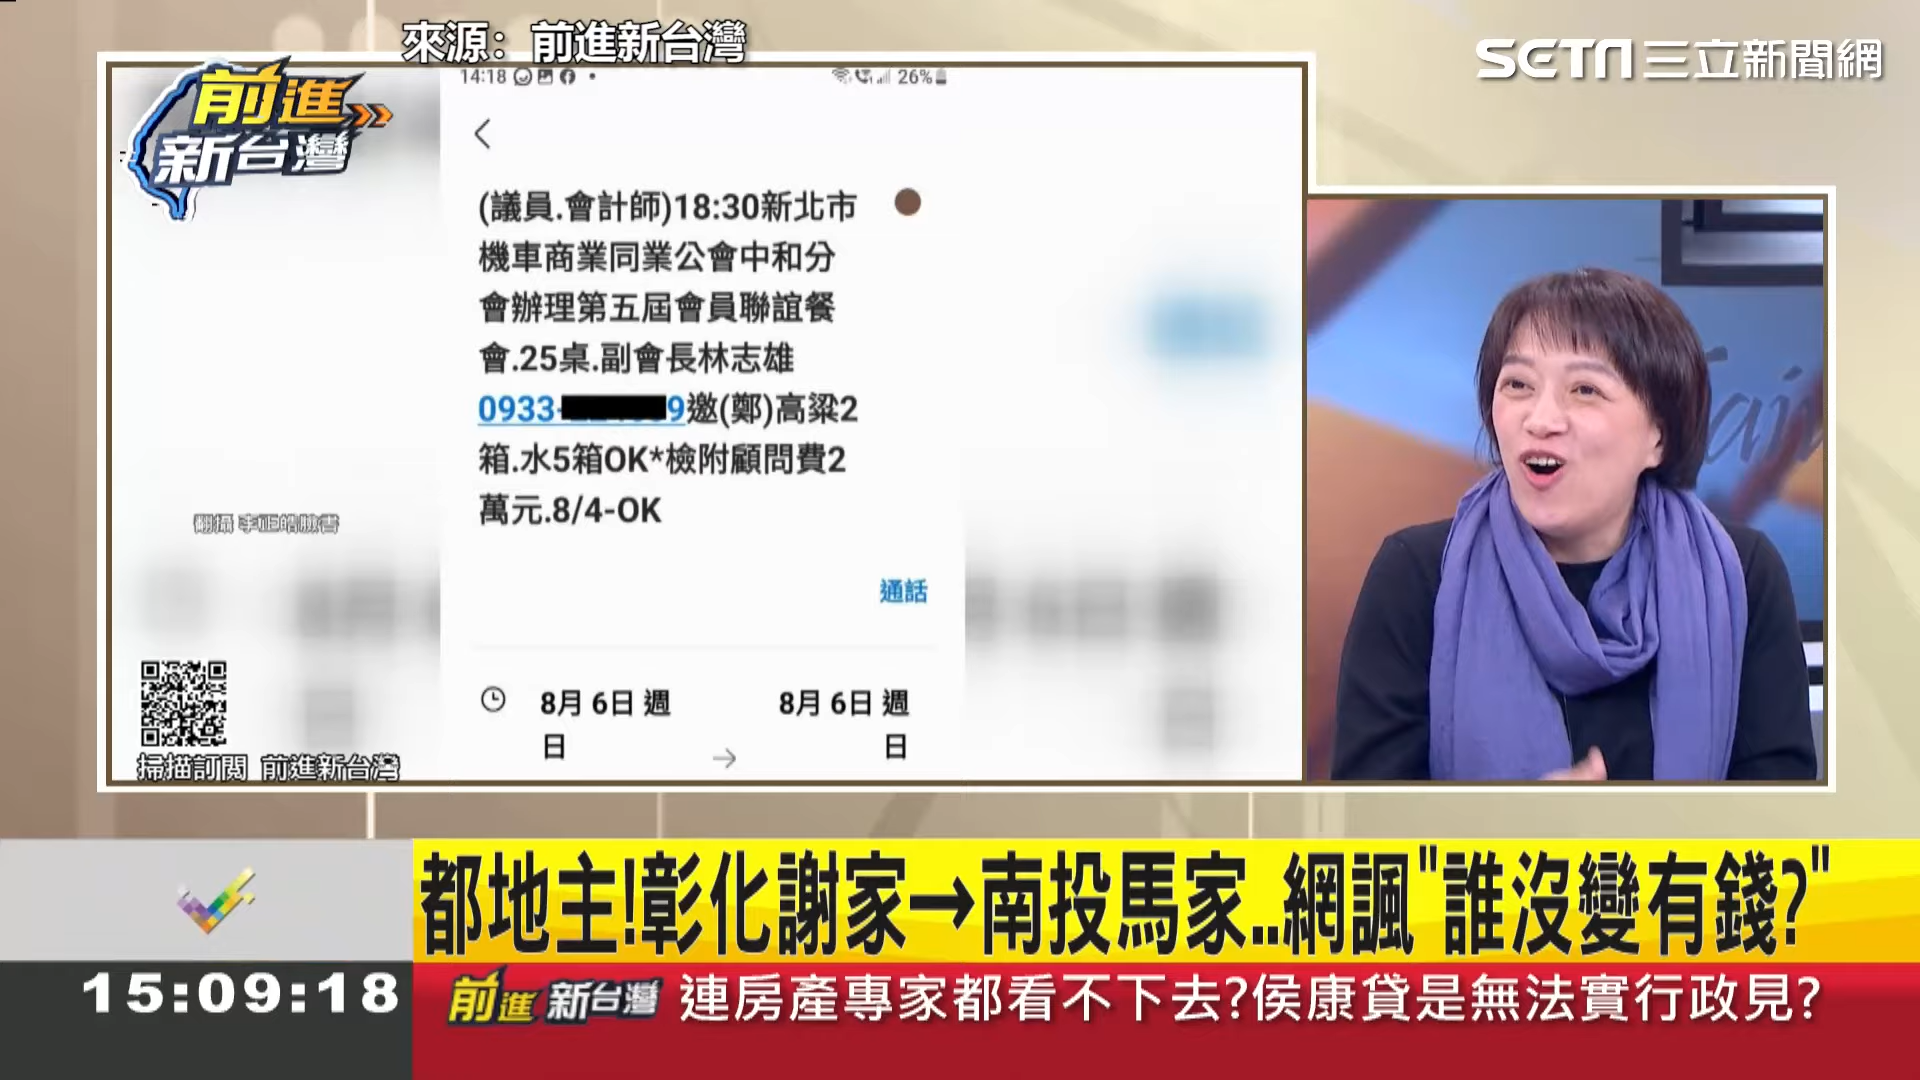 來源：前進新台灣
SETN三立新聞網
前進
新台灣
14:18
26%
(議員.會計師)18:30新北市
機車商業同業公會中和分
會辦理第五屆會員聯誼餐
會.25桌.副會長林志雄
0933-9邀(鄭)高粱2
箱.水5箱OK*檢附顧問費2
萬元.8/4-OK
翻攝 李正皓臉書
通話
8月 6日 週日
→
8月 6日 週日
掃描訂閱 前進新台灣
都地主!彰化謝家→南投馬家..網諷"誰沒變有錢?"
15:09:18
前進新台灣 連房產專家都看不下去?侯康貸是無法實行政見?